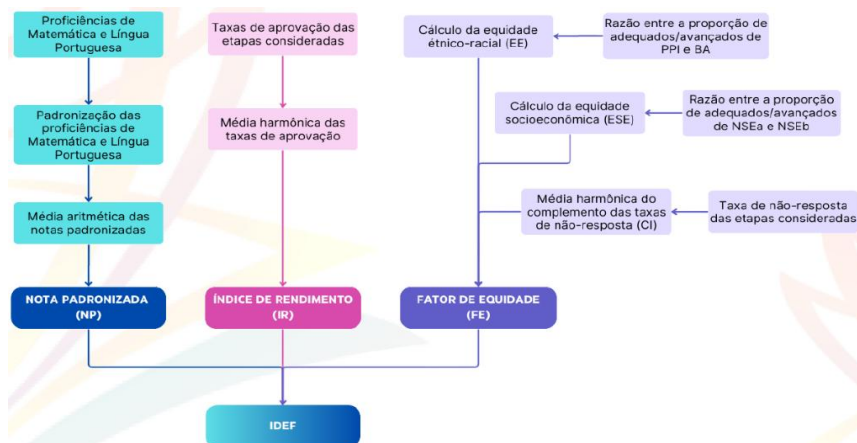 Proficiências de
Matemática e Língua
Portuguesa
Padronização das
proficiências de
Matemática e Língua
Portuguesa
Média aritmética das
notas padronizadas
NOTA PADRONIZADA
(NP)
Taxas de aprovação das
etapas consideradas
Média harmônica das
taxas de aprovação
ÍNDICE DE RENDIMENTO
(IR)
Cálculo da equidade
étnico-racial (EE)
Razão entre a proporção de
adequados/avançados de
PPI e BA
Cálculo da equidade
socioeconômica (ESE)
Razão entre a proporção
de adequados/avançados
de NSEa e NSEb
Média harmônica do
complemento das taxas
de não-resposta (CI)
Taxa de não-resposta
das etapas consideradas
FATOR DE EQUIDADE
(FE)
IDEF